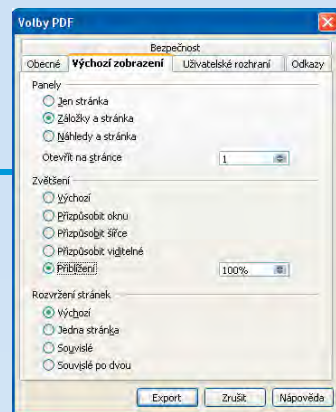 Volby PDF
Bezpečnost
Obecné Výchozí zobrazení Uživatelské rozhraní Odkazy
Panely
Jen stránka
Záložky a stránka
Náhledy a stránka
Otevřít na stránce 1
Zvětšení
Výchozí
Přizpůsobit oknu
Přizpůsobit šířce
Přizpůsobit viditelné
Přiblížení 100%
Rozvržení stránek
Výchozí
Jedna stránka
Souvislé
Souvislé po dvou
Export Zrušit Nápověda